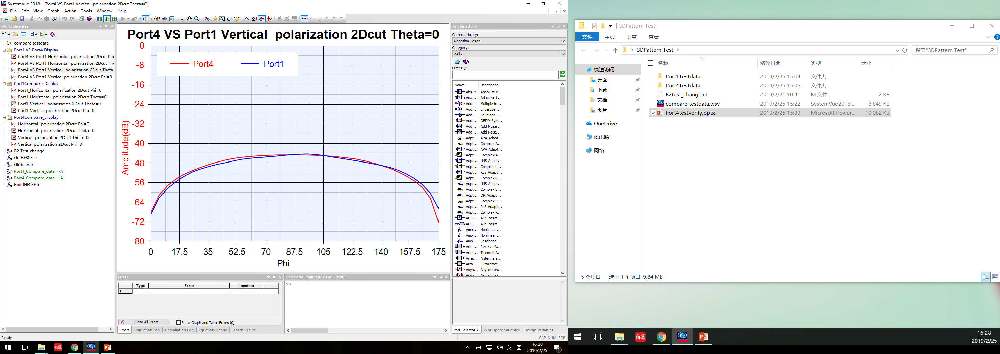 SystemVue 2018 - [Port4 VS Port1 Vertical  polarization 2Dcut Theta=0]
File Edit View Graph Action Tools Window Help
Workspace Tree
compare testdata
Port1 VS Port4 Display
Port4 VS Port1 Horizontal  polarization 2Dcut Phi
Port4 VS Port1 Horizontal  polarization 2Dcut Th
Port4 VS Port1 Vertical  polarization 2Dcut Theta
Port4 VS Port1 Vertical polarization 2Dcut Phi=0
Port1Compare_Display
Port1_Horizontal  polarization 2Dcut Phi=0
Port1_Horizontal  polarization 2Dcut Theta=0
Port1_Vertical  polarization 2Dcut Theta=0
Port1_Vertical polarization 2Dcut Phi=0
Port4Compare_Display
Horizontal  polarization 2Dcut Phi=0
Horizontal  polarization 2Dcut Theta=0
Vertical  polarization 2Dcut Theta=0
Vertical polarization 2Dcut Phi=0
B2 Test_change
GetHFSSFile
GlobalVar
Port1_Compare_data  ~A
Port4_Compare_data  ~A
ReadHFSSFile
Port4 VS Port1 Vertical  polarization 2Dcut Theta=0
Port4 Port1
0
-8
-16
-24
-32
-40
-48
-56
-64
-72
-80
Amplitude(dB)
0 17.5 35 52.5 70 87.5 105 122.5 140 157.5 175
Phi
Errors
Type Error Location
1
Clear All Errors
Show Graph and Table Errors (0)
Errors Simulation Log Compilation Log Equation Debug Search Results
Command Prompt (MATLAB Script)
>>
Part Selector A
Current Library:
Algorithm Design
Category:
<All>
Filter By:
Name Description
Abs_M Absolute V...
Ada... Adaptive L...
Add Multiple In...
Add... Envelope ...
Add... Envelope ...
Add... OFDM Sym...
Add... Add Noise ...
Add... Add Noise ...
Adpt... APA Adapt...
Adpt... Complex A...
Adpt... APA Adapt...
Adpt... Complex A...
Adpt... LMS Adapt...
Adpt... Complex L...
Adpt... RLS Adapti...
Adpt... Complex R...
Adpt... LMS Adapt...
Adpt... Complex L...
Adpt... QR Adapti...
Adpt... Complex Q...
Adpt... RLS Adapti...
Adpt... Complex R...
ADS... ADS cosim...
ADS... ADS cosim...
Ampl... Nonlinear ...
Ampl... Nonlinear ...
Ampl... Baseband ...
Ante... Receive A...
Ante... Transmit A...
Arra... Antenna a...
Arra... S-Paramet...
Asyn... Asynchron...
Asyn... Asynchron...
Part Selector A Workspace Variables Design Variables
Ready
CAP NUM SCRL
有道
英 M
16:28
2019/2/25
1
3DPattern Test
文件 主页 共享 查看
3DPattern Test
搜索"3DPattern Test"
名称 修改日期 类型 大小
快速访问
桌面
下载
文档
图片
OneDrive
此电脑
网络
Port1Testdata 2019/2/25 15:04 文件夹
Port4Testdata 2019/2/25 15:06 文件夹
B2test_change.m 2019/2/21 10:41 M 文件 2 KB
compare testdata.wsv 2019/2/25 15:22 SystemVue2018.... 8,849 KB
Port4testverify.pptx 2019/2/25 15:39 Microsoft Power... 10,082 KB
5 个项目 选中 1 个项目 9.84 MB
有道
16:28
2019/2/25